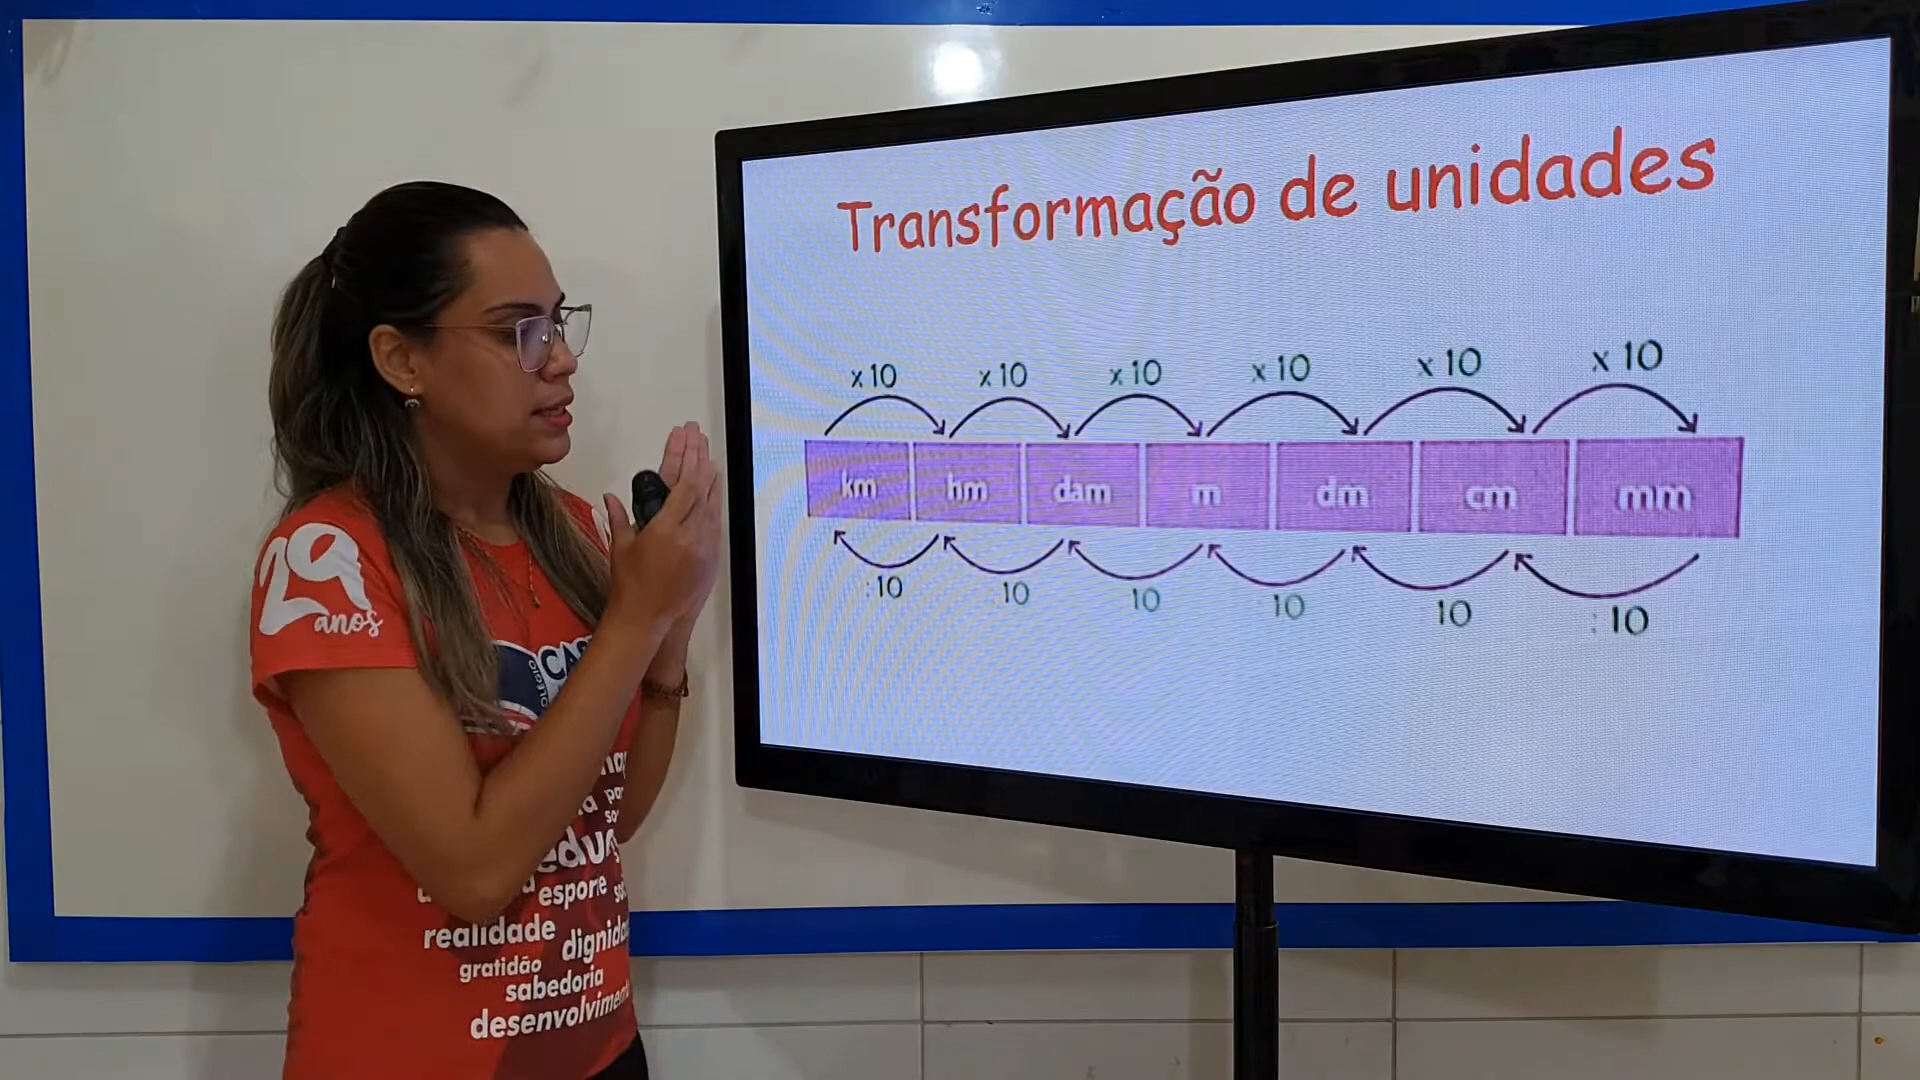 Transformação de unidades
x 10 x 10 x 10 x 10 x 10 x 10
km hm dam m dm cm mm
: 10 10 10 10 10 : 10
29
anos
COLÉGIO
esporte
realidade
gratidão
sabedoria